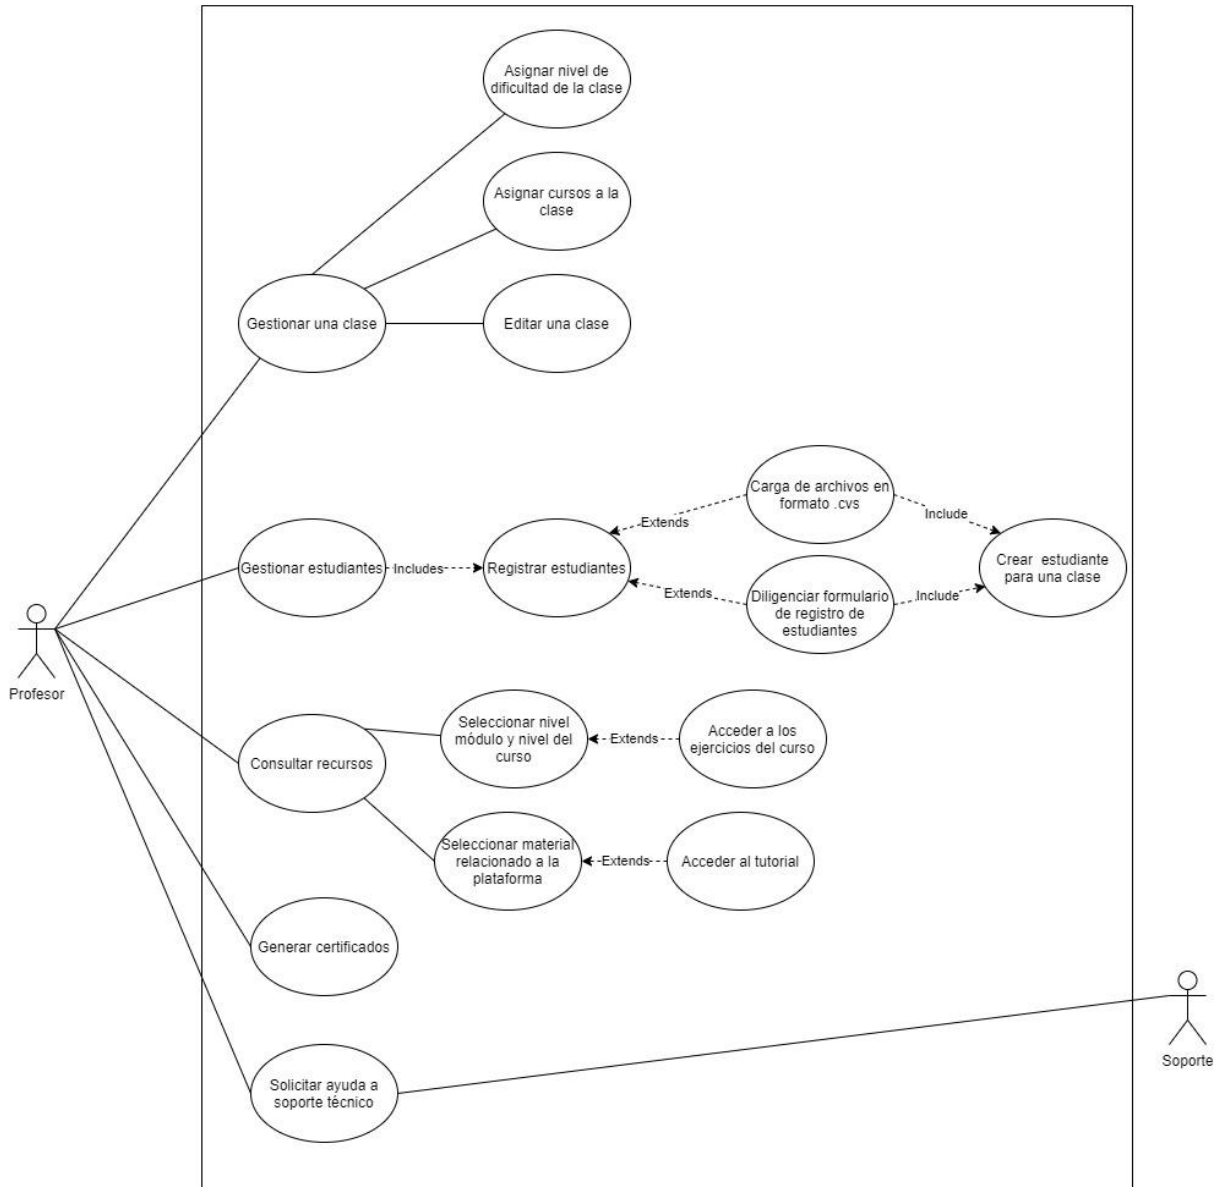 Asignar nivel de
dificultad de la clase
Asignar cursos a la
clase
Gestionar una clase
Editar una clase
Carga de archivos en
formato .cvs
Extends
Include
Gestionar estudiantes
Includes
Registrar estudiantes
Crear estudiante
para una clase
Extends
Diligenciar formulario
de registro de
estudiantes
Include
Profesor
Consultar recursos
Seleccionar nivel
módulo y nivel del
curso
Extends
Acceder a los
ejercicios del curso
Seleccionar material
relacionado a la
plataforma
Extends
Acceder al tutorial
Generar certificados
Soporte
Solicitar ayuda a
soporte técnico